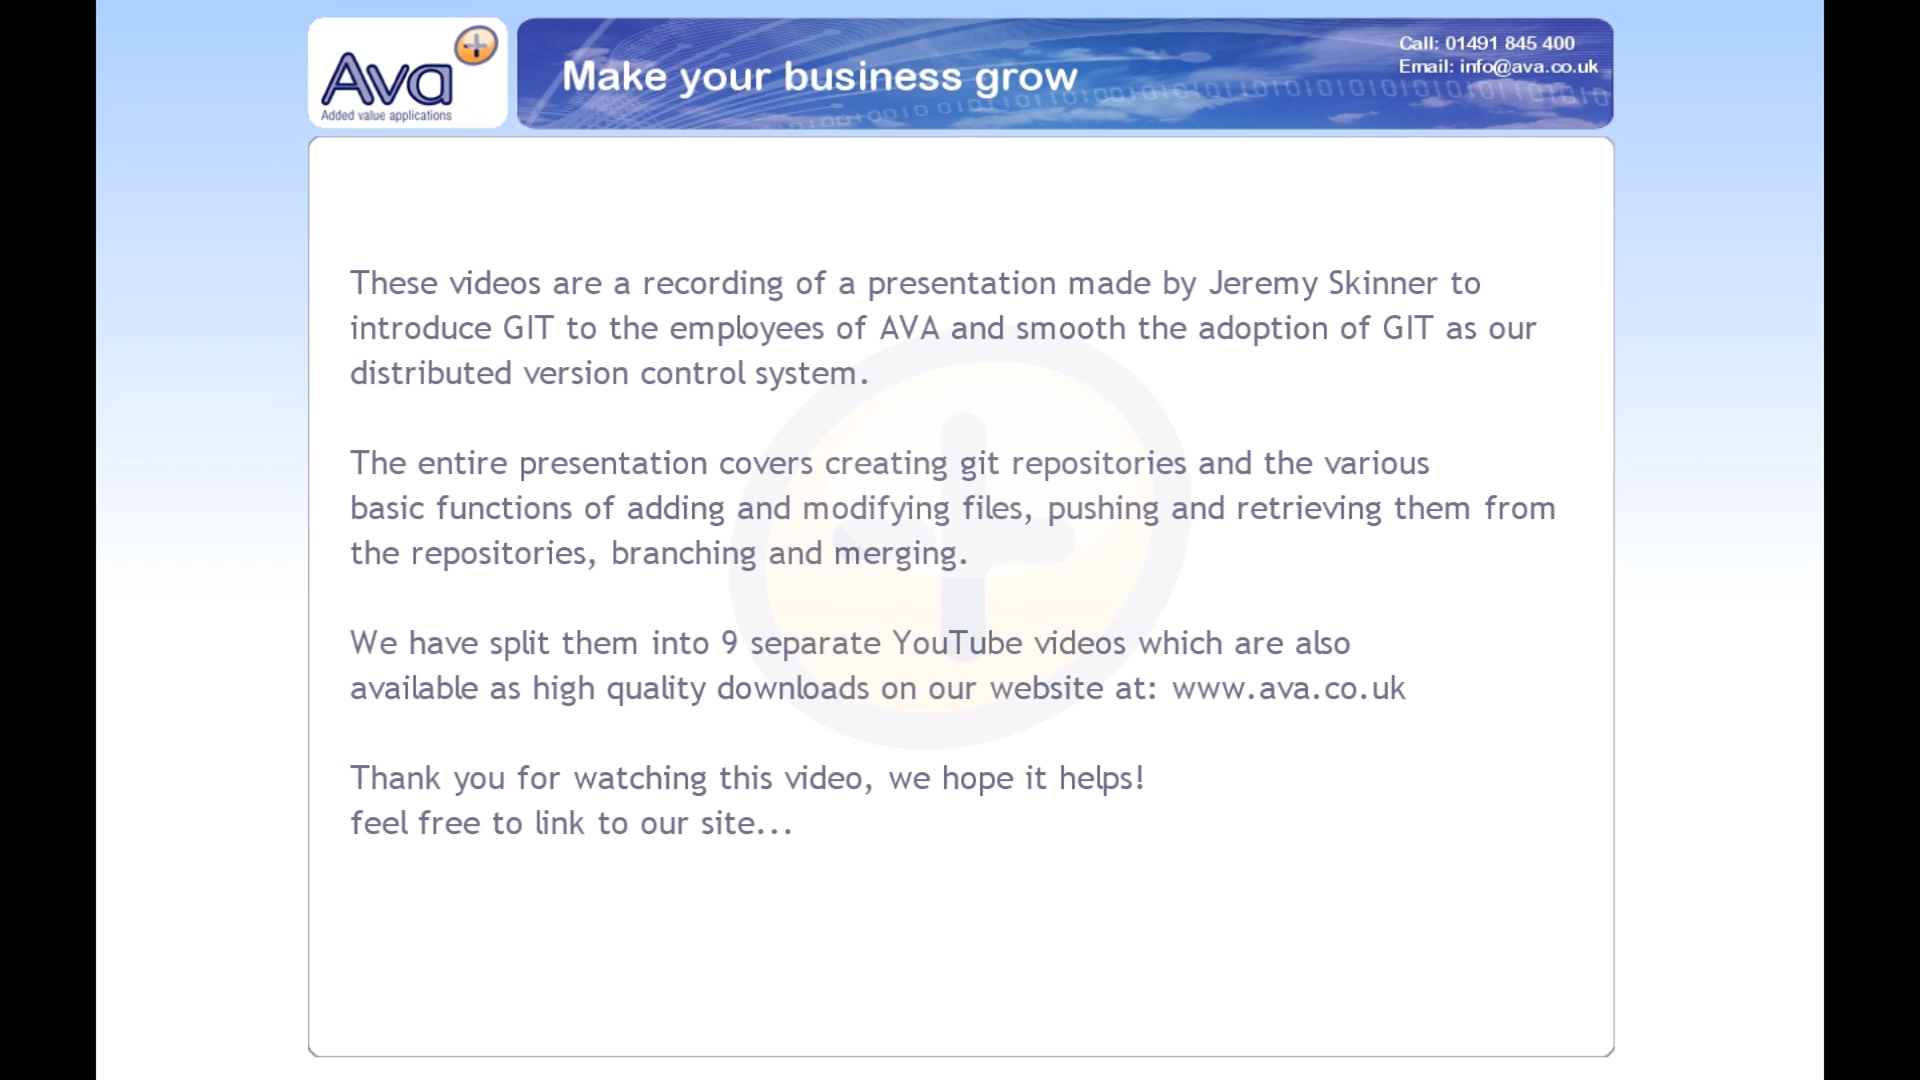 Ava
Added value applications
Make your business grow
Call: 01491 845 400
Email: info@ava.co.uk
These videos are a recording of a presentation made by Jeremy Skinner to
introduce GIT to the employees of AVA and smooth the adoption of GIT as our
distributed version control system.
The entire presentation covers creating git repositories and the various
basic functions of adding and modifying files, pushing and retrieving them from
the repositories, branching and merging.
We have split them into 9 separate YouTube videos which are also
available as high quality downloads on our website at: www.ava.co.uk
Thank you for watching this video, we hope it helps!
feel free to link to our site...